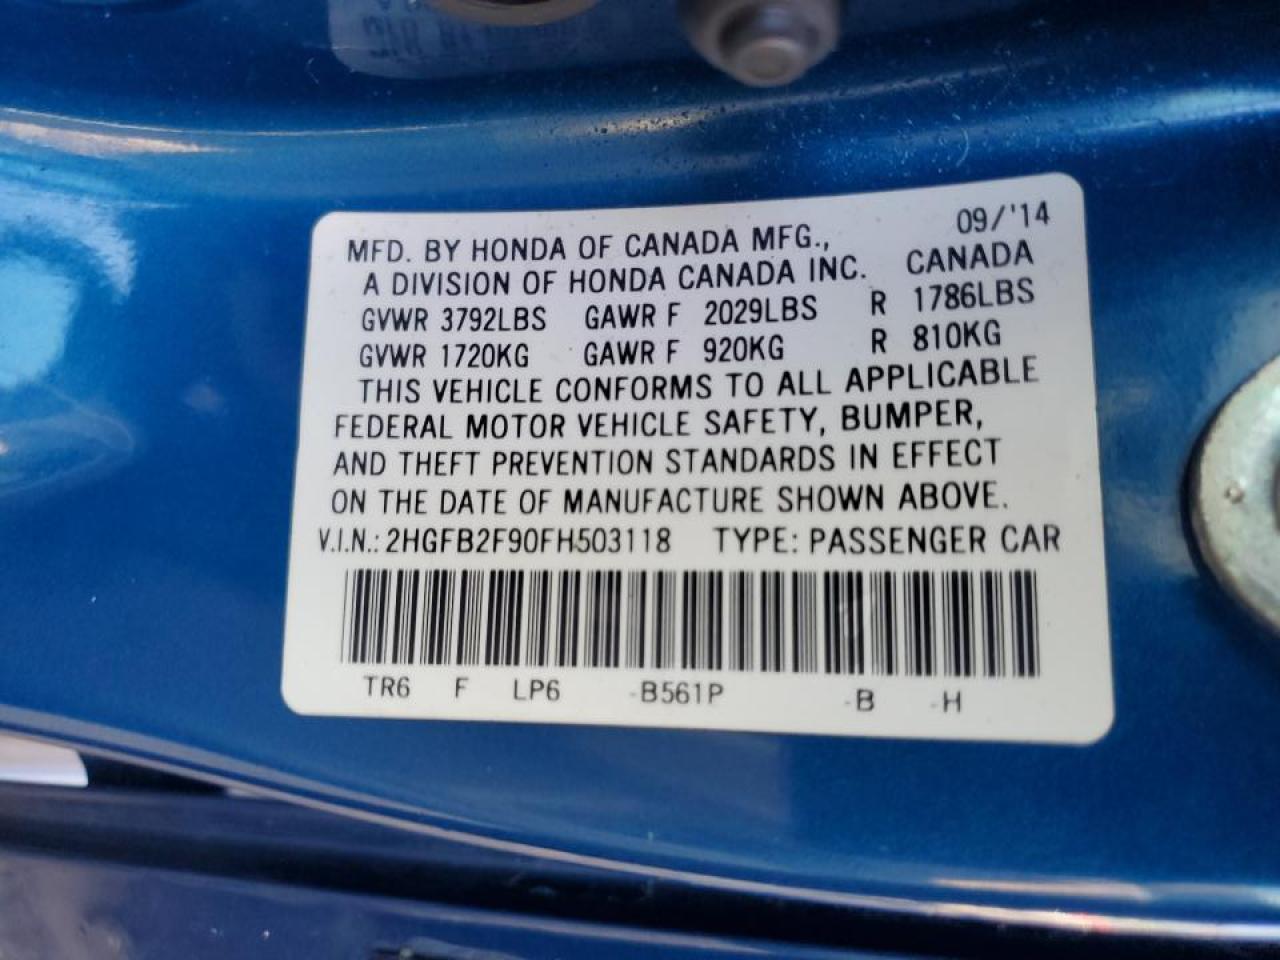 MFD. BY HONDA OF CANADA MFG., 09/'14
A DIVISION OF HONDA CANADA INC. CANADA
GVWR 3792LBS GAWR F 2029LBS R 1786LBS
GVWR 1720KG GAWR F 920KG R 810KG
THIS VEHICLE CONFORMS TO ALL APPLICABLE
FEDERAL MOTOR VEHICLE SAFETY, BUMPER,
AND THEFT PREVENTION STANDARDS IN EFFECT
ON THE DATE OF MANUFACTURE SHOWN ABOVE.
V.I.N.: 2HGFB2F90FH503118 TYPE: PASSENGER CAR
TR6 F LP6 -B561P -B -H